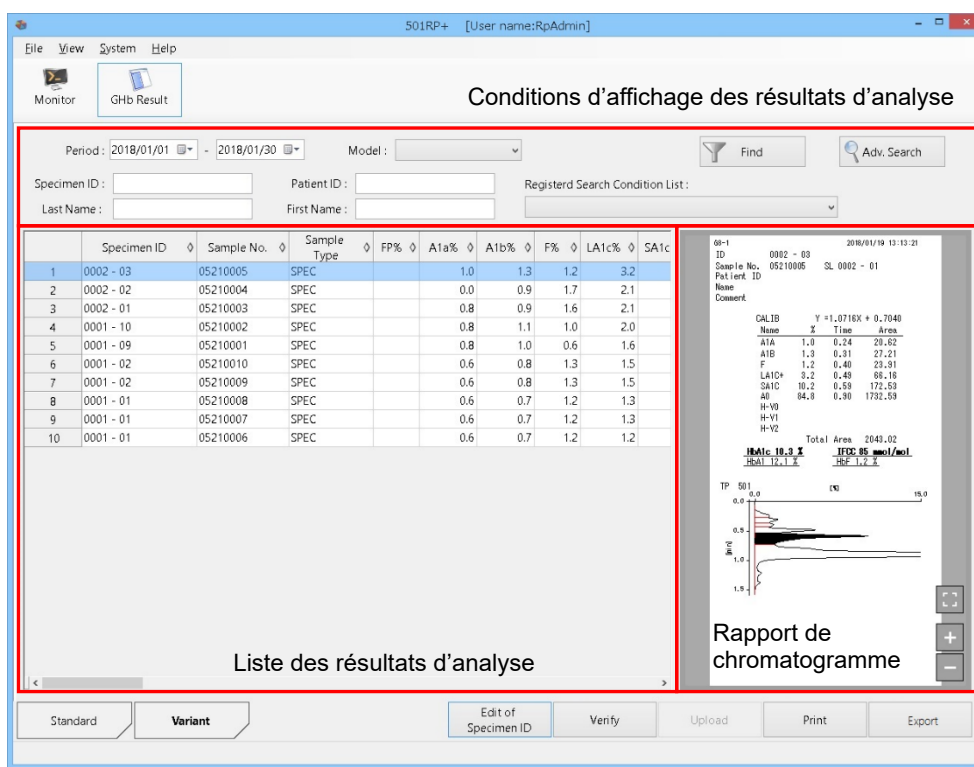 501RP+ [User name:RpAdmin]
File View System Help
Monitor GHb Result
Conditions d'affichage des résultats d'analyse
Period : 2018/01/01 - 2018/01/30 Model : Find Adv. Search
Specimen ID : Patient ID : Registerd Search Condition List :
Last Name : First Name :
Specimen ID Sample No. Sample Type FP% A1a% A1b% F% LA1c% SA1c
1 0002 - 03 05210005 SPEC 1.0 1.3 1.2 3.2
2 0002 - 02 05210004 SPEC 0.0 0.9 1.7 2.1
3 0002 - 01 05210003 SPEC 0.8 0.9 1.6 2.1
4 0001 - 10 05210002 SPEC 0.8 1.1 1.0 2.0
5 0001 - 09 05210001 SPEC 0.8 1.0 0.6 1.6
6 0001 - 02 05210010 SPEC 0.6 0.8 1.3 1.5
7 0001 - 02 05210009 SPEC 0.6 0.8 1.3 1.5
8 0001 - 01 05210008 SPEC 0.6 0.7 1.2 1.3
9 0001 - 01 05210007 SPEC 0.6 0.7 1.2 1.3
10 0001 - 01 05210006 SPEC 0.6 0.7 1.2 1.2
Liste des résultats d'analyse
G8-1 2018/01/19 13:13:21
ID 0002 - 03
Sample No. 05210005 SL 0002 - 01
Patient ID
Name
Comment
CALIB Y =1.0716X + 0.7040
Name % Time Area
A1A 1.0 0.24 20.62
A1B 1.3 0.31 27.21
F 1.2 0.40 23.91
LA1C+ 3.2 0.49 66.16
SA1C 10.2 0.59 172.53
A0 84.8 0.90 1732.59
H-V0
H-V1
H-V2
Total Area 2043.02
HbA1c 10.3 % IFCC 85 mmol/mol
HbA1 12.1 % HbF 1.2 %
TP 501
0.0 [%] 15.0
0.0
0.5
[min]
1.0
1.5
Rapport de
chromatogramme
Standard Variant Edit of Specimen ID Verify Upload Print Export